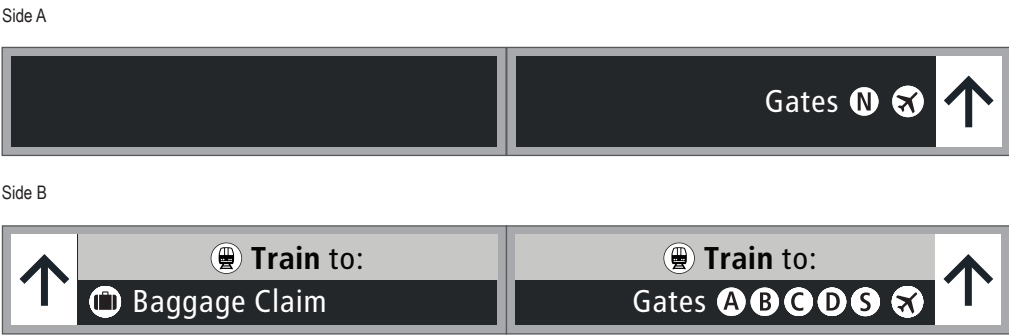 Side A
Gates N
Side B
Train to:
Baggage Claim
Train to:
Gates A B C D S